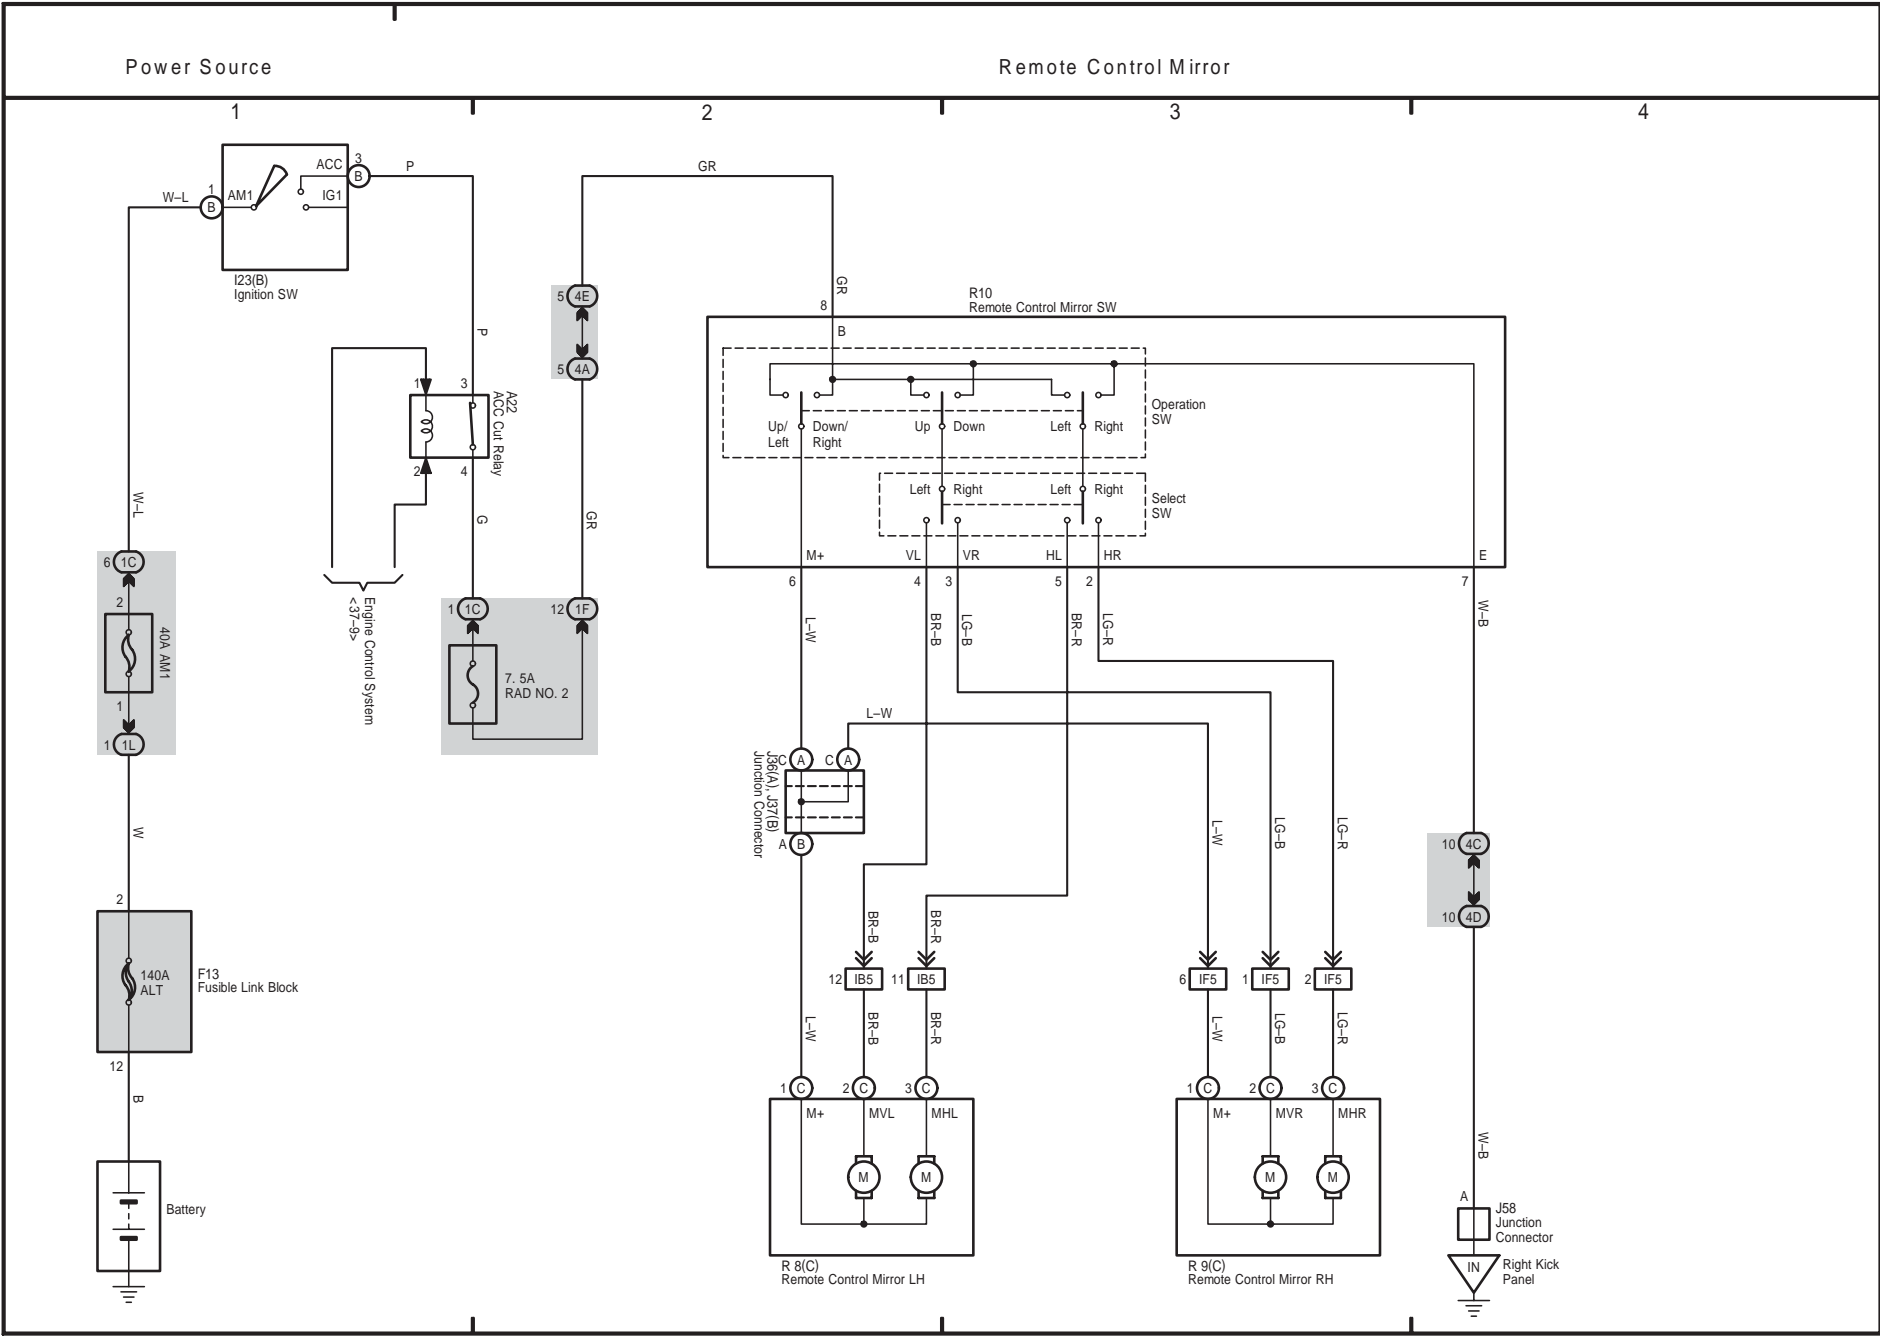 Power Source
Remote Control Mirror
1
2
3
4
W–L
1
B
AM1
ACC
IG1
3
B
P
I23(B)
Ignition SW
P
1
3
2
4
A22
ACC Cut Relay
G
Engine Control System
<37–9>
W–L
6
1C
2
40A AM1
1
1
1L
W
2
140A
ALT
F13
Fusible Link Block
12
B
Battery
1
1C
12
1F
7. 5A
RAD NO. 2
GR
5
4E
5
4A
GR
GR
8
B
R10
Remote Control Mirror SW
Up/
Left
Down/
Right
Up
Down
Left
Right
Operation
SW
Left
Right
Left
Right
Select
SW
M+
VL
VR
HL
HR
E
6
4
3
5
2
7
L–W
BR–B
LG–B
BR–R
LG–R
W–B
L–W
C
A
C
A
J36(A), J37(B)
Junction Connector
A
B
L–W
LG–B
LG–R
10
4C
10
4D
BR–B
BR–R
12
IB5
11
IB5
6
IF5
1
IF5
2
IF5
L–W
BR–B
BR–R
L–W
LG–B
LG–R
1
C
2
C
3
C
1
C
2
C
3
C
M+
MVL
MHL
M+
MVR
MHR
M
M
M
M
R 8(C)
Remote Control Mirror LH
R 9(C)
Remote Control Mirror RH
W–B
A
J58
Junction
Connector
IN
Right Kick
Panel